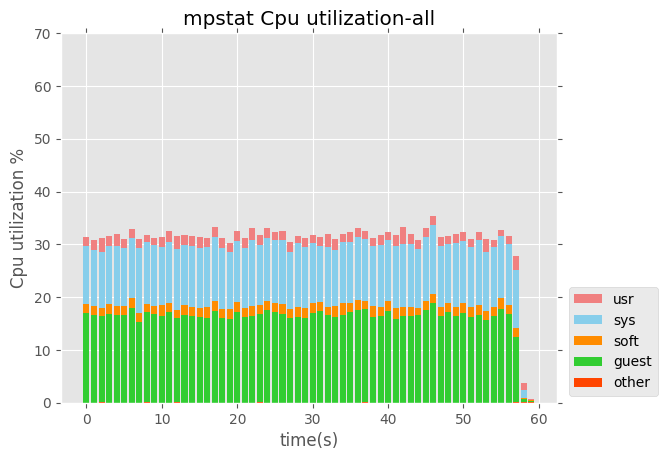 mpstat Cpu utilization-all
Cpu utilization %
70
60
50
40
30
20
10
0
0 10 20 30 40 50 60
time(s)
usr
sys
soft
guest
other